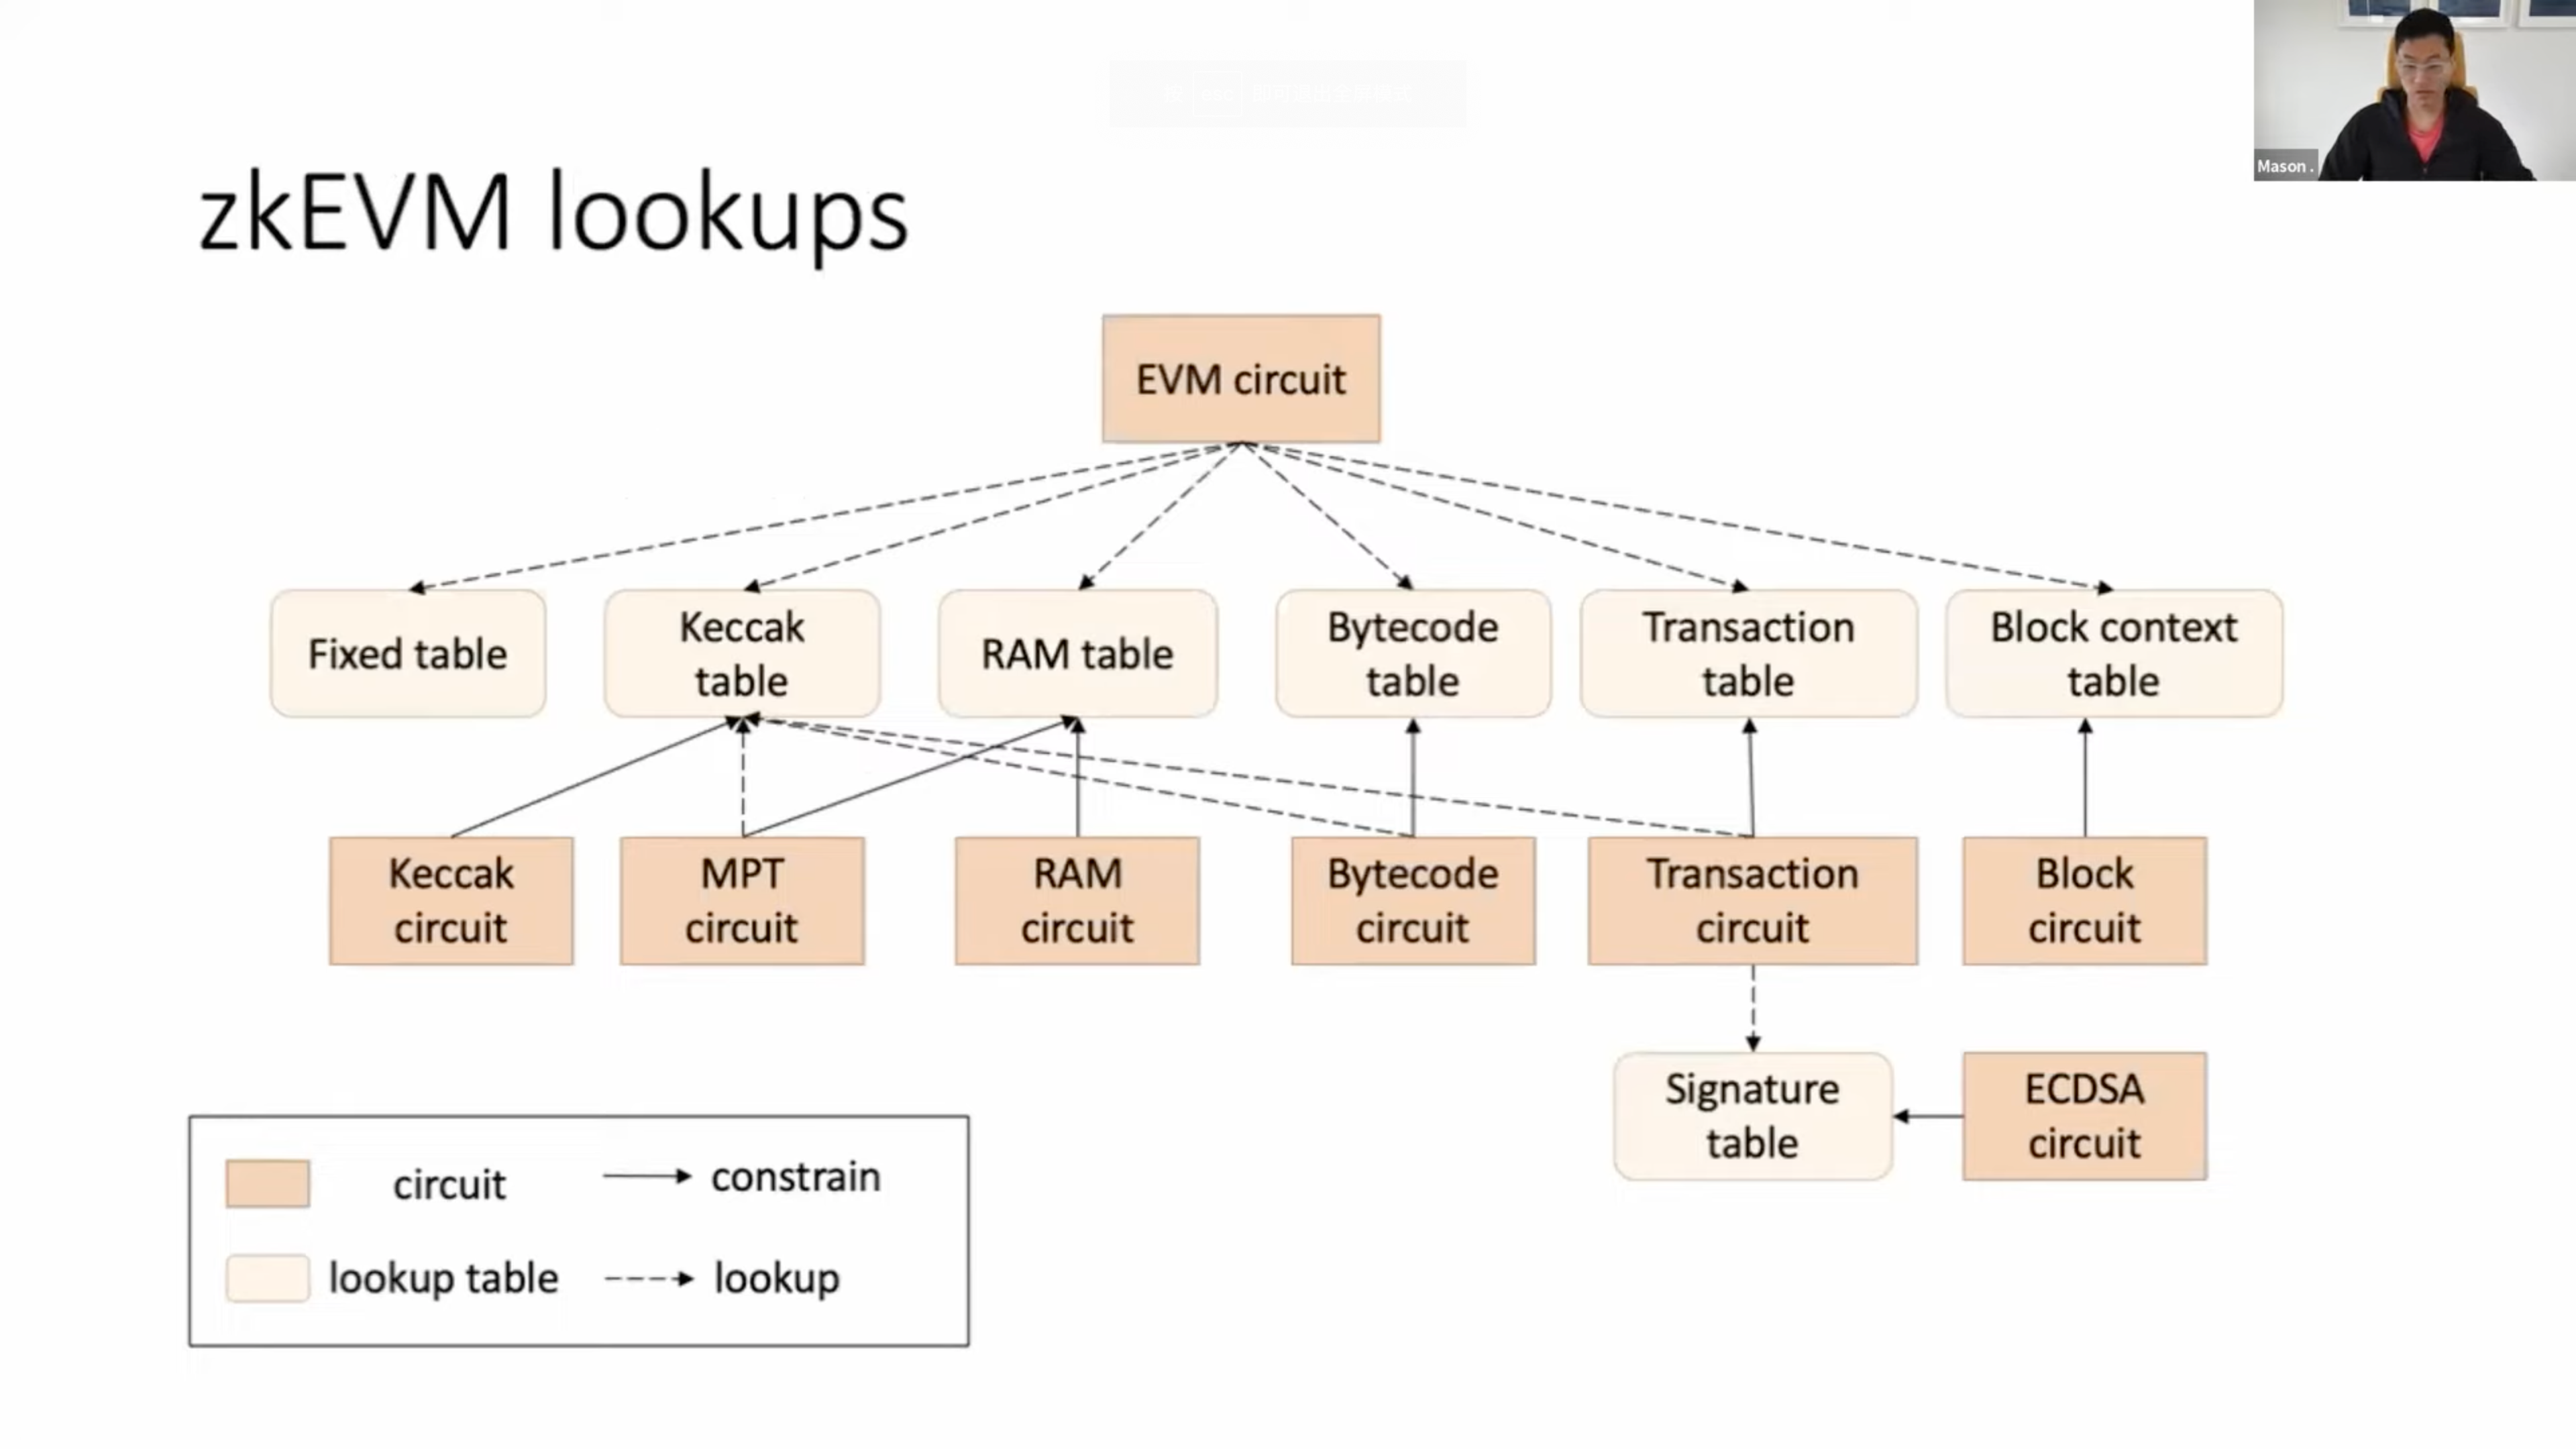 esc
Mason .
zkEVM lookups
EVM circuit
Fixed table
Keccak
table
RAM table
Bytecode
table
Transaction
table
Block context
table
Keccak
circuit
MPT
circuit
RAM
circuit
Bytecode
circuit
Transaction
circuit
Block
circuit
Signature
table
ECDSA
circuit
circuit
constrain
lookup table
lookup